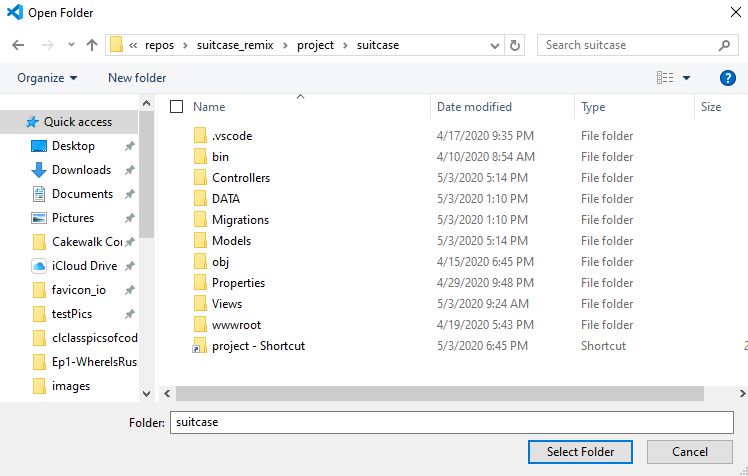 Open Folder
« repos > suitcase_remix > project > suitcase
Search suitcase
Organize New folder
Name Date modified Type Size
Quick access
Desktop
Downloads
Documents
Pictures
Cakewalk Co
iCloud Drive
favicon_io
testPics
clclasspicsofcod
Ep1-WhereIsRus
images
.vscode 4/17/2020 9:35 PM File folder
bin 4/10/2020 8:54 AM File folder
Controllers 5/3/2020 5:14 PM File folder
DATA 5/3/2020 1:10 PM File folder
Migrations 5/3/2020 1:10 PM File folder
Models 5/3/2020 5:14 PM File folder
obj 4/15/2020 6:45 PM File folder
Properties 4/29/2020 9:48 PM File folder
Views 5/3/2020 9:24 AM File folder
wwwroot 4/19/2020 5:43 PM File folder
project - Shortcut 5/3/2020 6:45 PM Shortcut 2
Folder: suitcase
Select Folder Cancel